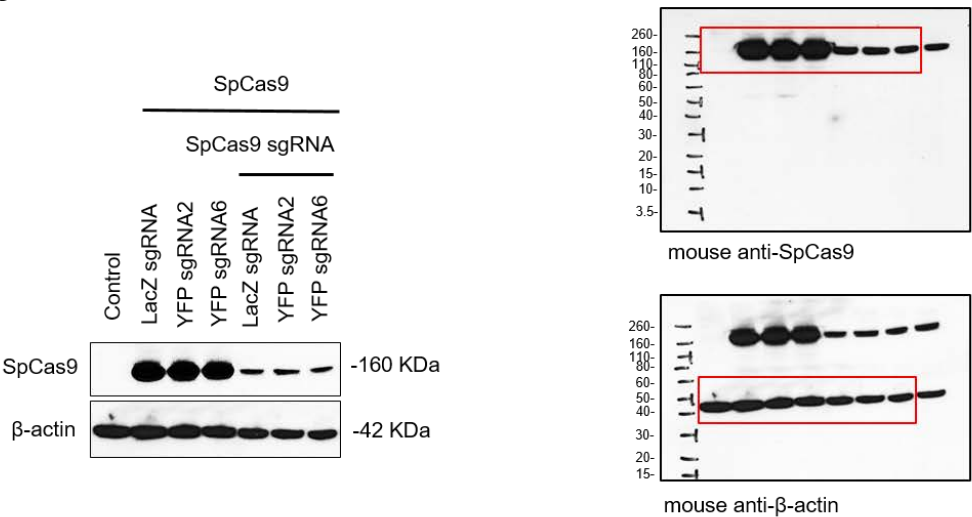 SpCas9
SpCas9 sgRNA
Control
LacZ sgRNA
YFP sgRNA2
YFP sgRNA6
LacZ sgRNA
YFP sgRNA2
YFP sgRNA6
SpCas9
-160 KDa
β-actin
-42 KDa
260-
160-
110-
80-
60-
50-
40-
30-
20-
15-
10-
3.5-
mouse anti-SpCas9
260-
160-
110-
80-
60-
50-
40-
30-
20-
15-
mouse anti-β-actin